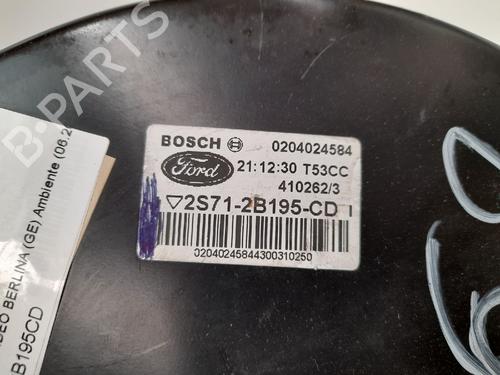 B-PARTS
BOSCH 0204024584
Ford 21:12:30 T53CC
410262/3
▽2S71-2B195-CD
02040245844300310250
DEO BERLINA (GE) Ambiente (06.2
B195CD